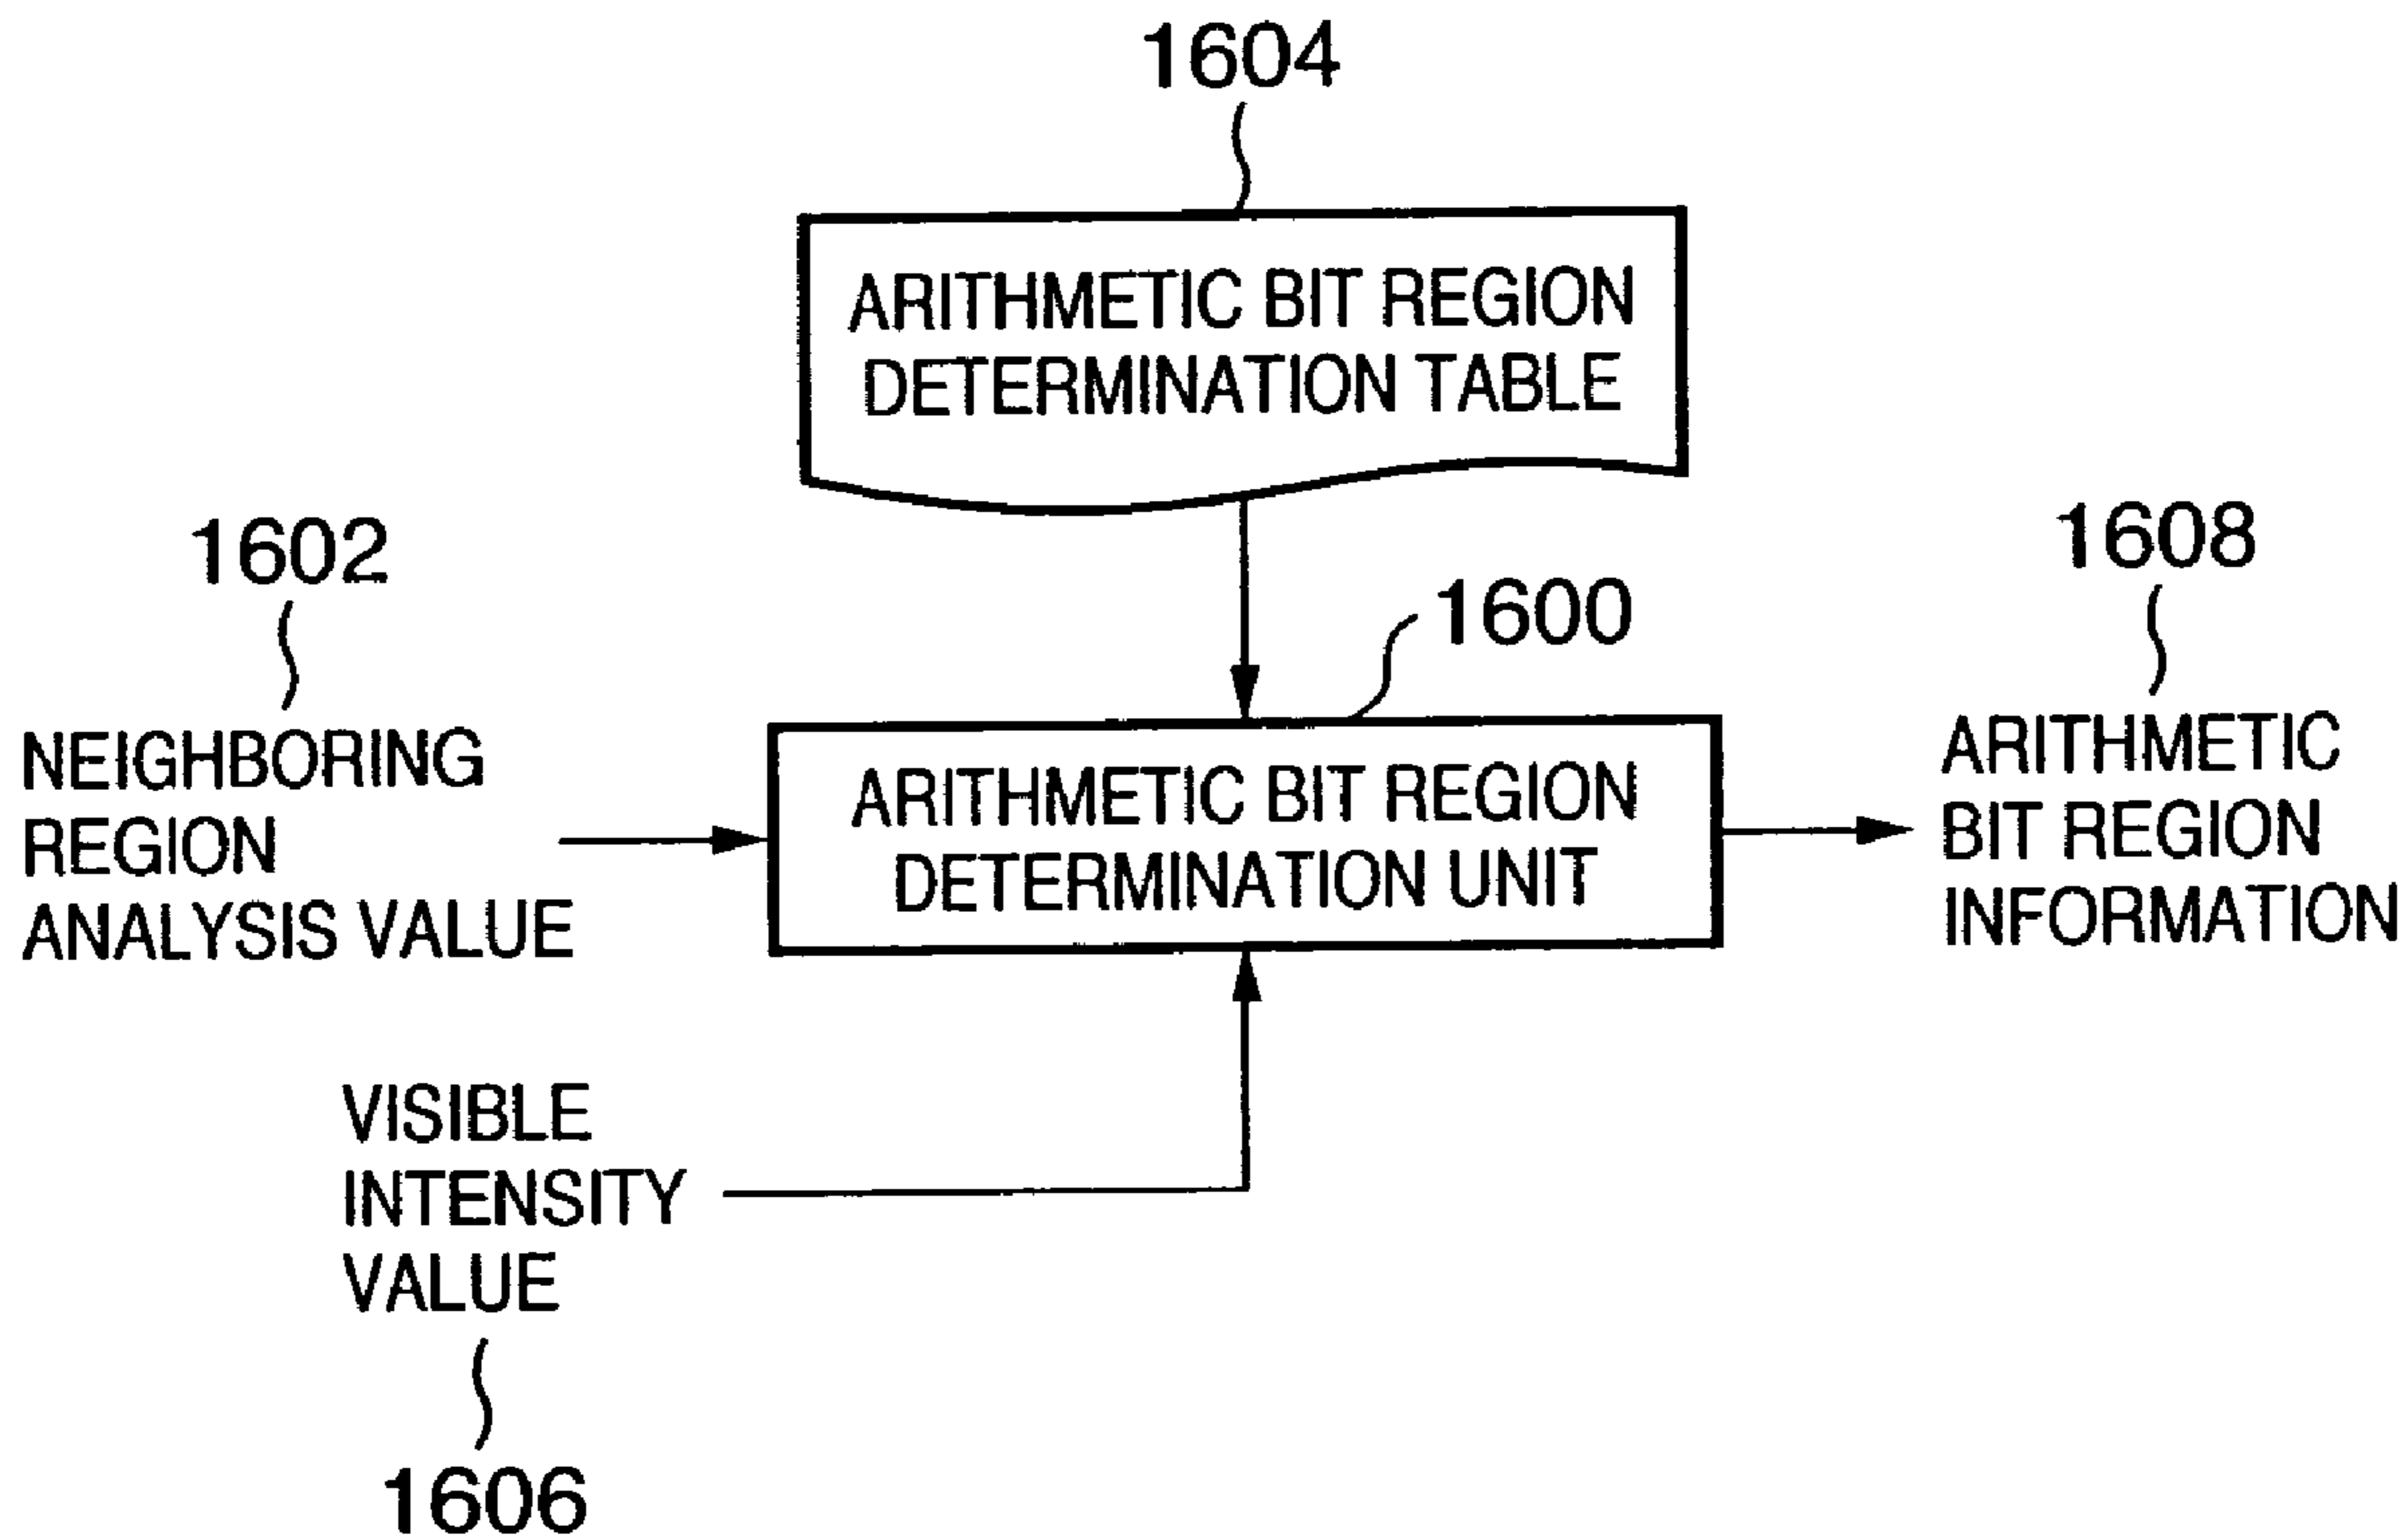 1604
ARITHMETIC BIT REGION
DETERMINATION TABLE
1602
1608
1600
NEIGHBORING
REGION
ANALYSIS VALUE
ARITHMETIC BIT REGION
DETERMINATION UNIT
ARITHMETIC
BIT REGION
INFORMATION
VISIBLE
INTENSITY
VALUE
1606